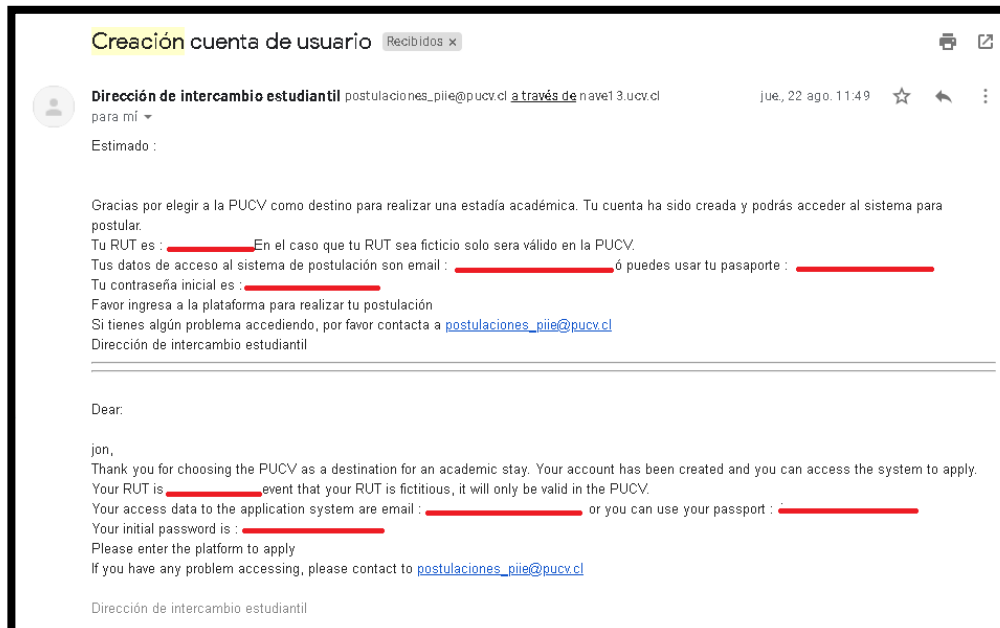 Creación cuenta de usuario Recibidos x
Dirección de intercambio estudiantil postulaciones_piie@pucv.cl a través de nave13.ucv.cl jue., 22 ago. 11:49
para mí
Estimado :
Gracias por elegir a la PUCV como destino para realizar una estadía académica. Tu cuenta ha sido creada y podrás acceder al sistema para
postular.
Tu RUT es : En el caso que tu RUT sea ficticio solo sera válido en la PUCV.
Tus datos de acceso al sistema de postulación son email : ó puedes usar tu pasaporte :
Tu contraseña inicial es :
Favor ingresa a la plataforma para realizar tu postulación
Si tienes algún problema accediendo, por favor contacta a postulaciones_piie@pucv.cl
Dirección de intercambio estudiantil
Dear:
jon,
Thank you for choosing the PUCV as a destination for an academic stay. Your account has been created and you can access the system to apply.
Your RUT is event that your RUT is fictitious, it will only be valid in the PUCV.
Your access data to the application system are email : or you can use your passport :
Your initial password is :
Please enter the platform to apply
If you have any problem accessing, please contact to postulaciones_piie@pucv.cl
Dirección de intercambio estudiantil